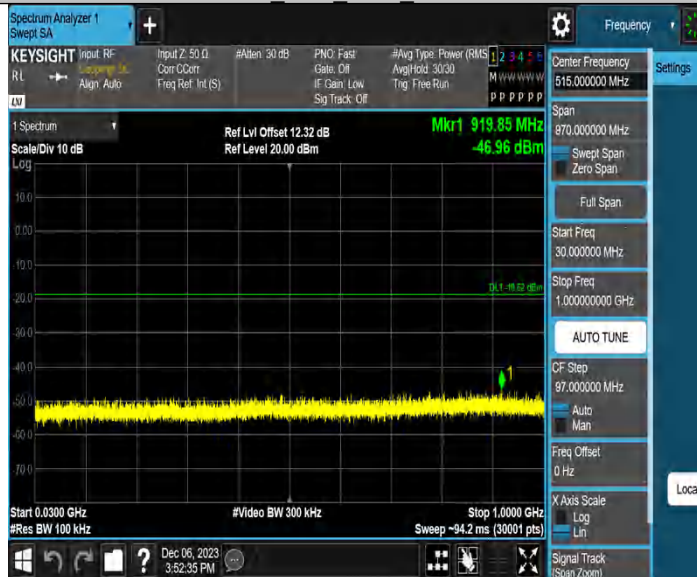 Spectrum Analyzer 1
Swept SA
+
Frequency
KEYSIGHT
Input: RF
Coupling: DC
Align: Auto
RL
LXI
Input Z: 50 Ω
Corr CCorr
Freq Ref: Int (S)
#Atten: 30 dB
PNO: Fast
Gate: Off
IF Gain: Low
Sig Track: Off
#Avg Type: Power (RMS
Avg|Hold: 30/30
Trig: Free Run
1 2 3 4 5 6
M W W W W W
P P P P P P
Center Frequency
515.000000 MHz
Settings
1 Spectrum
Scale/Div 10 dB
Log
Ref Lvl Offset 12.32 dB
Ref Level 20.00 dBm
Mkr1 919.85 MHz
-46.96 dBm
Span
970.000000 MHz
Swept Span
Zero Span
Full Span
Start Freq
30.000000 MHz
Stop Freq
1.000000000 GHz
AUTO TUNE
CF Step
97.000000 MHz
Auto
Man
Freq Offset
0 Hz
X Axis Scale
Log
Lin
Signal Track
(Span Zoom)
Loca
10.0
0.00
-10.0
-20.0
-30.0
-40.0
-50.0
-60.0
-70.0
1
Start 0.0300 GHz
#Res BW 100 kHz
#Video BW 300 kHz
Stop 1.0000 GHz
Sweep ~94.2 ms (30001 pts)
?
Dec 06, 2023
3:52:35 PM